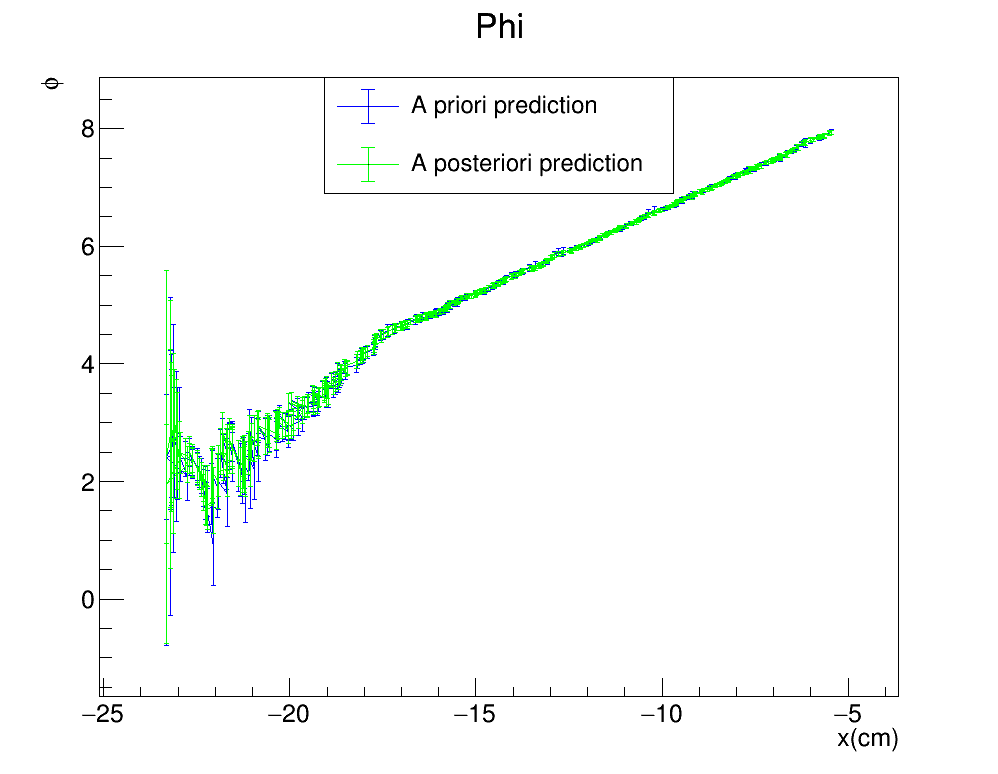 Phi
ϕ
A priori prediction
A posteriori prediction
8
6
4
2
0
−25 −20 −15 −10 −5
x(cm)